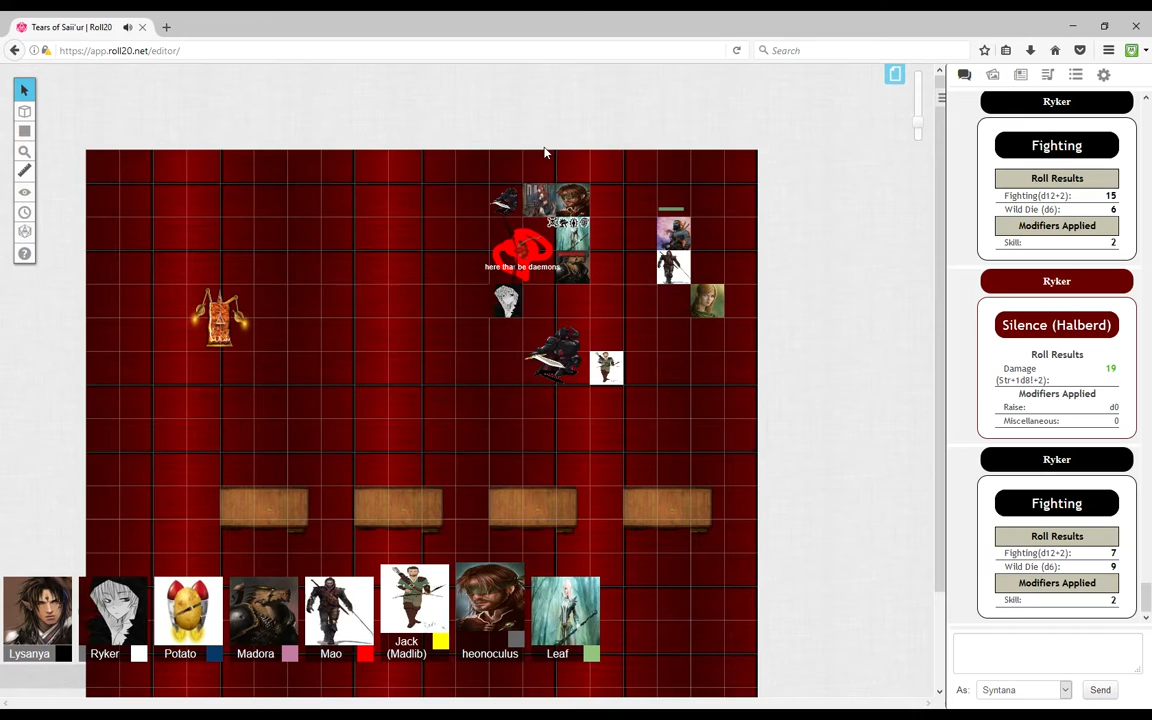 Tears of Saii'ur | Roll20
https://app.roll20.net/editor/
Search
here thar be daemons
Lysanya
Ryker
Potato
Madora
Mao
Jack
(Madlib)
heonoculus
Leaf
Ryker
Fighting
Roll Results
Fighting(d12+2): 15
Wild Die (d6): 6
Modifiers Applied
Skill: 2
Ryker
Silence (Halberd)
Roll Results
Damage 19
(Str+1d8!+2):
Modifiers Applied
Raise: d0
Miscellaneous: 0
Ryker
Fighting
Roll Results
Fighting(d12+2): 7
Wild Die (d6): 9
Modifiers Applied
Skill: 2
As: Syntana Send